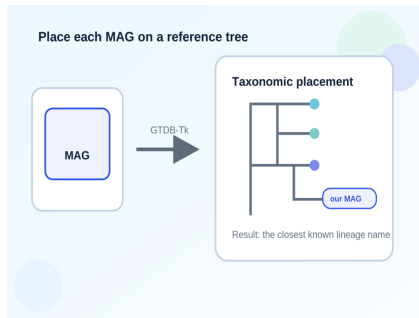 Place each MAG on a reference tree
Taxonomic placement
GTDB-Tk
MAG
our MAG
Result: the closest known lineage name